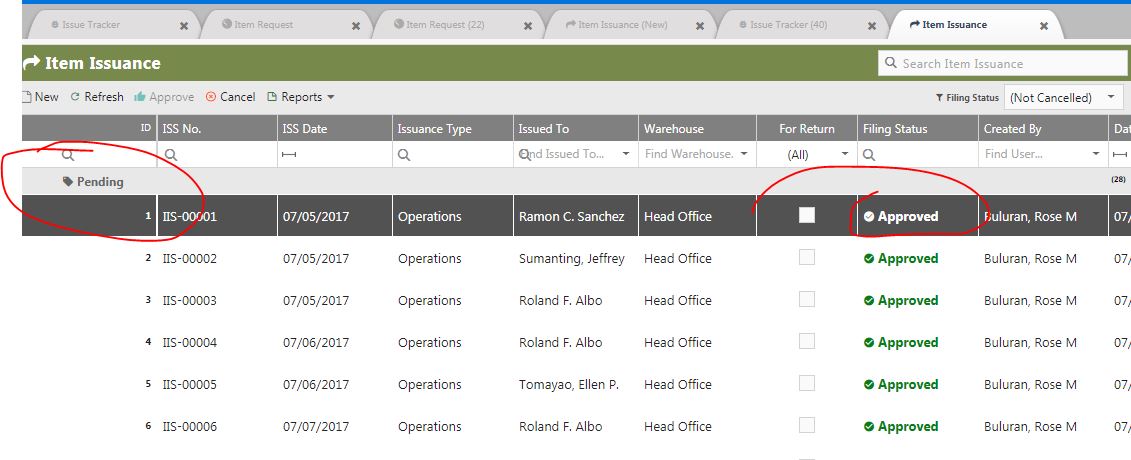 Issue Tracker Item Request Item Request (22) Item Issuance (New) Issue Tracker (40) Item Issuance
Item Issuance Search Item Issuance
New Refresh Approve Cancel Reports Filing Status (Not Cancelled)
ID ISS No. ISS Date Issuance Type Issued To Warehouse For Return Filing Status Created By Dat
Find Issued To... Find Warehouse. (All) Find User...
Pending (28)
1 IIS-00001 07/05/2017 Operations Ramon C. Sanchez Head Office Approved Buluran, Rose M 07/
2 IIS-00002 07/05/2017 Operations Sumanting, Jeffrey Head Office Approved Buluran, Rose M 07/
3 IIS-00003 07/05/2017 Operations Roland F. Albo Head Office Approved Buluran, Rose M 07/
4 IIS-00004 07/06/2017 Operations Roland F. Albo Head Office Approved Buluran, Rose M 07/
5 IIS-00005 07/06/2017 Operations Tomayao, Ellen P. Head Office Approved Buluran, Rose M 07/
6 IIS-00006 07/07/2017 Operations Roland F. Albo Head Office Approved Buluran, Rose M 07/